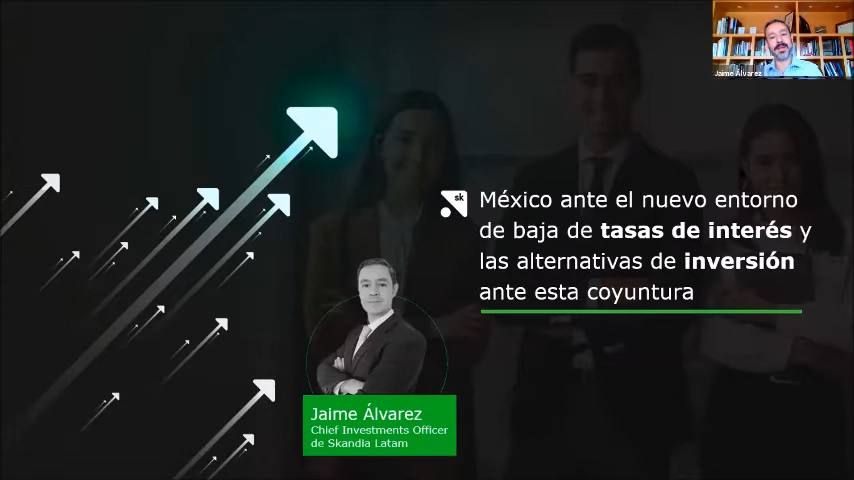 Jaime Álvarez
sk
México ante el nuevo entorno
de baja de tasas de interés y
las alternativas de inversión
ante esta coyuntura
Jaime Álvarez
Chief Investments Officer
de Skandia Latam